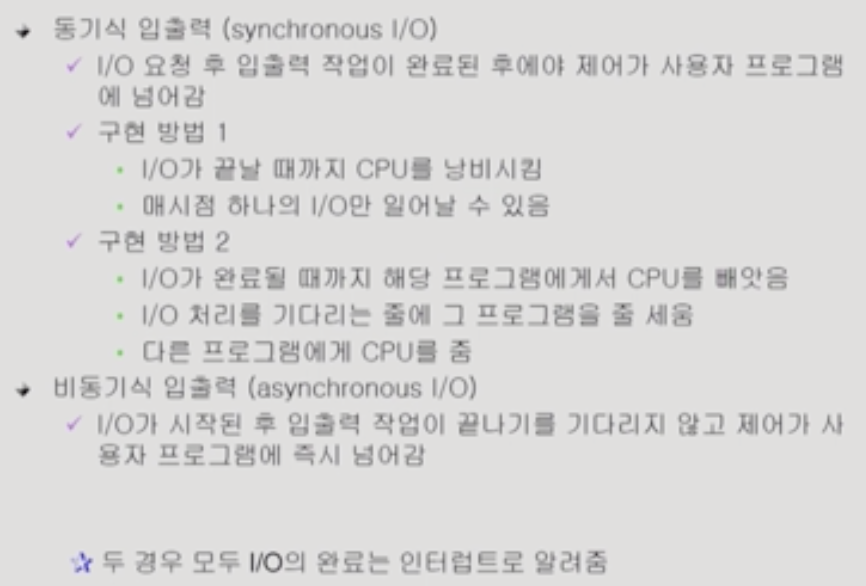 동기식 입출력 (synchronous I/O)
I/O 요청 후 입출력 작업이 완료된 후에야 제어가 사용자 프로그램
에 넘어감
구현 방법 1
I/O가 끝날 때까지 CPU를 낭비시킴
매시점 하나의 I/O만 일어날 수 있음
구현 방법 2
I/O가 완료될 때까지 해당 프로그램에게서 CPU를 빼앗음
I/O 처리를 기다리는 줄에 그 프로그램을 줄 세움
다른 프로그램에게 CPU를 줌
비동기식 입출력 (asynchronous I/O)
I/O가 시작된 후 입출력 작업이 끝나기를 기다리지 않고 제어가 사
용자 프로그램에 즉시 넘어감
두 경우 모두 I/O의 완료는 인터럽트로 알려줌